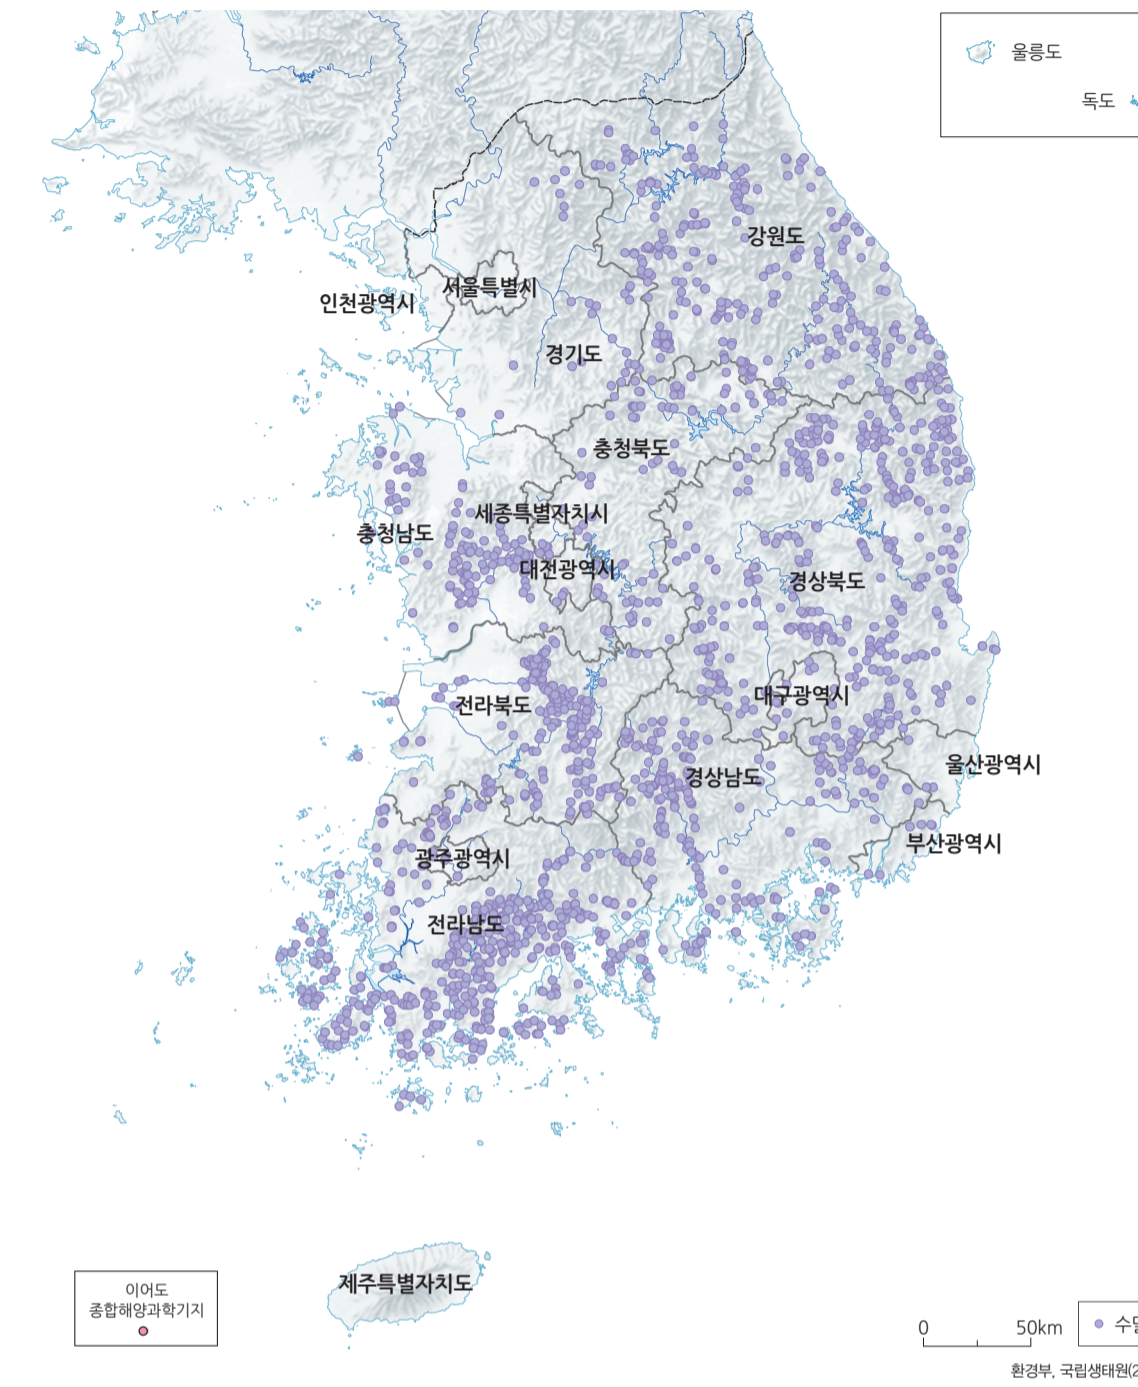 울릉도
독도
강원도
서울특별시
인천광역시
경기도
충청북도
세종특별자치시
충청남도
대전광역시
경상북도
대구광역시
전라북도
울산광역시
경상남도
부산광역시
광주광역시
전라남도
제주특별자치도
이어도
종합해양과학기지
0 50km
환경부, 국립생태원(2